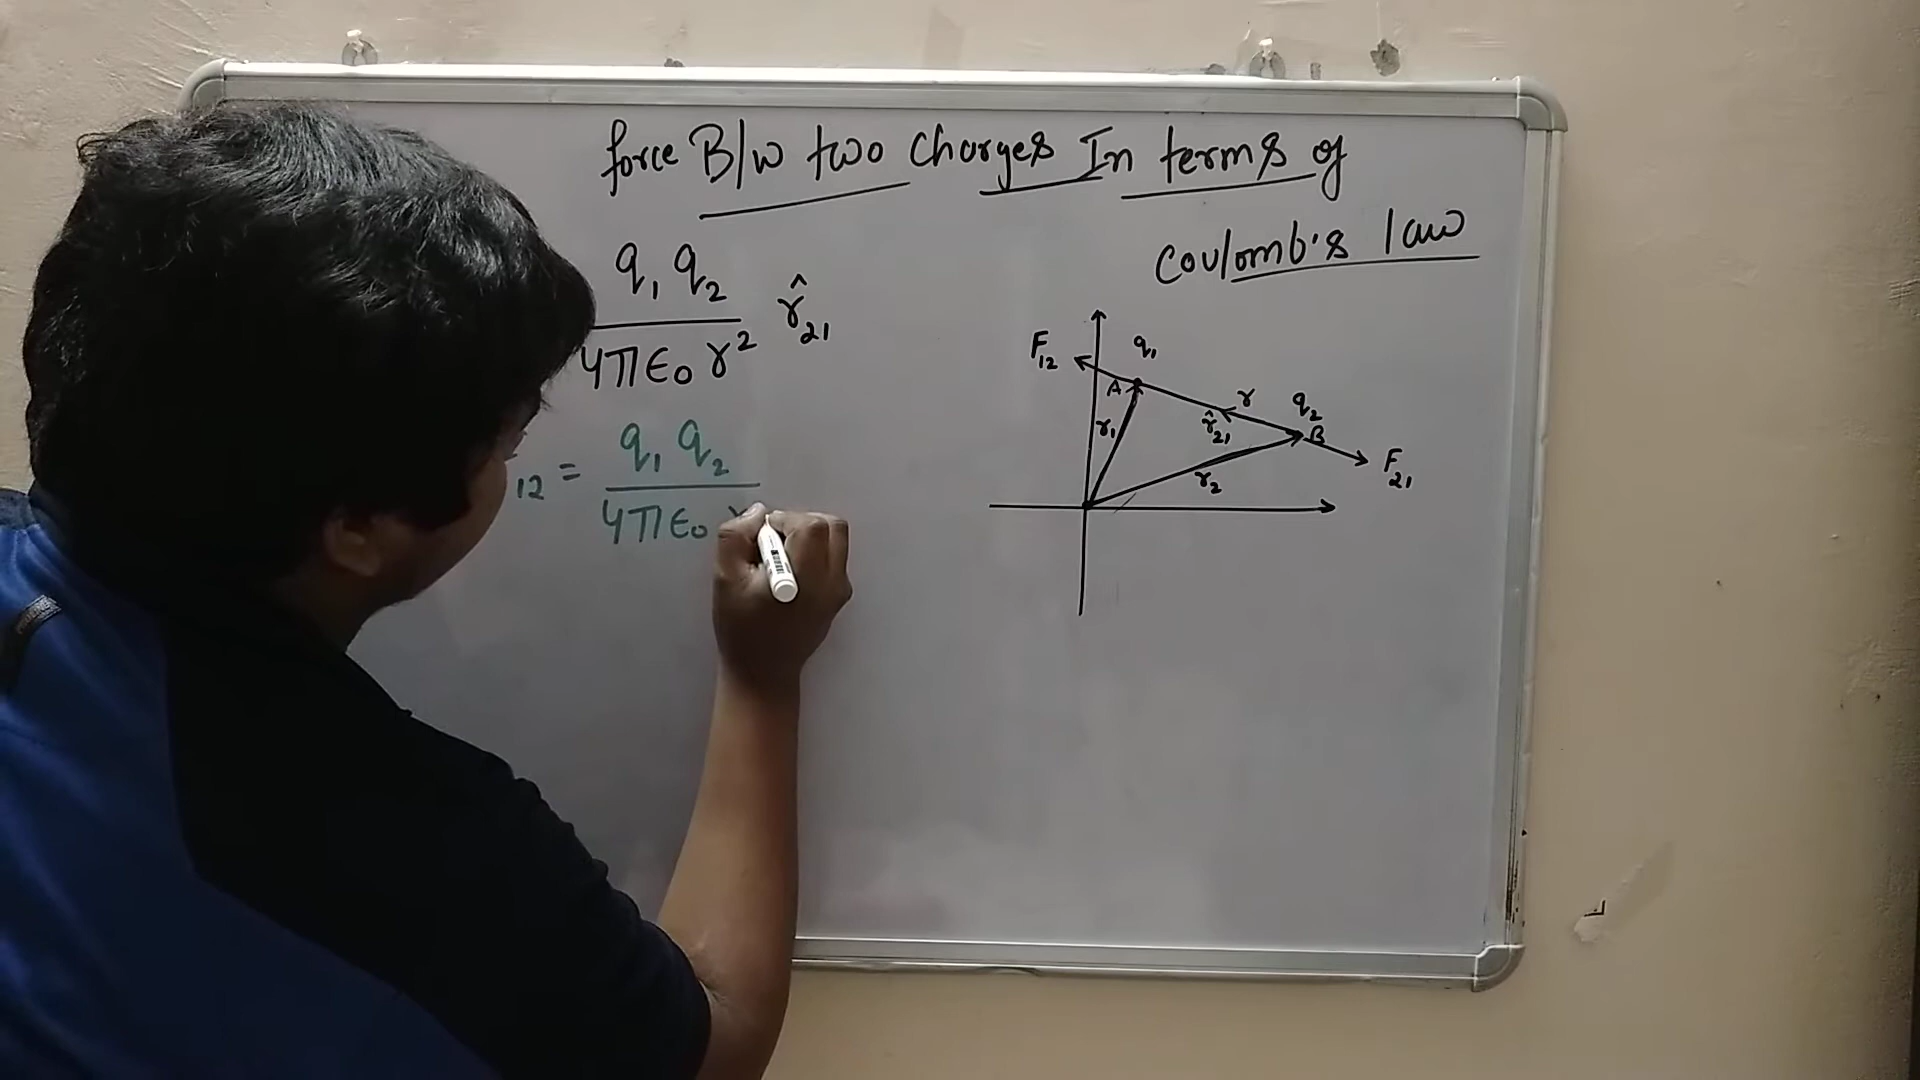 force B/w two charges In terms of
Coulomb's law
q₁ q₂
4πϵ₀ r² r̂₂₁
₁₂ = q₁ q₂
4πϵ₀
F₁₂
q₁
A
r
q₂
r₁
r̂₂₁
B
F₂₁
r₂